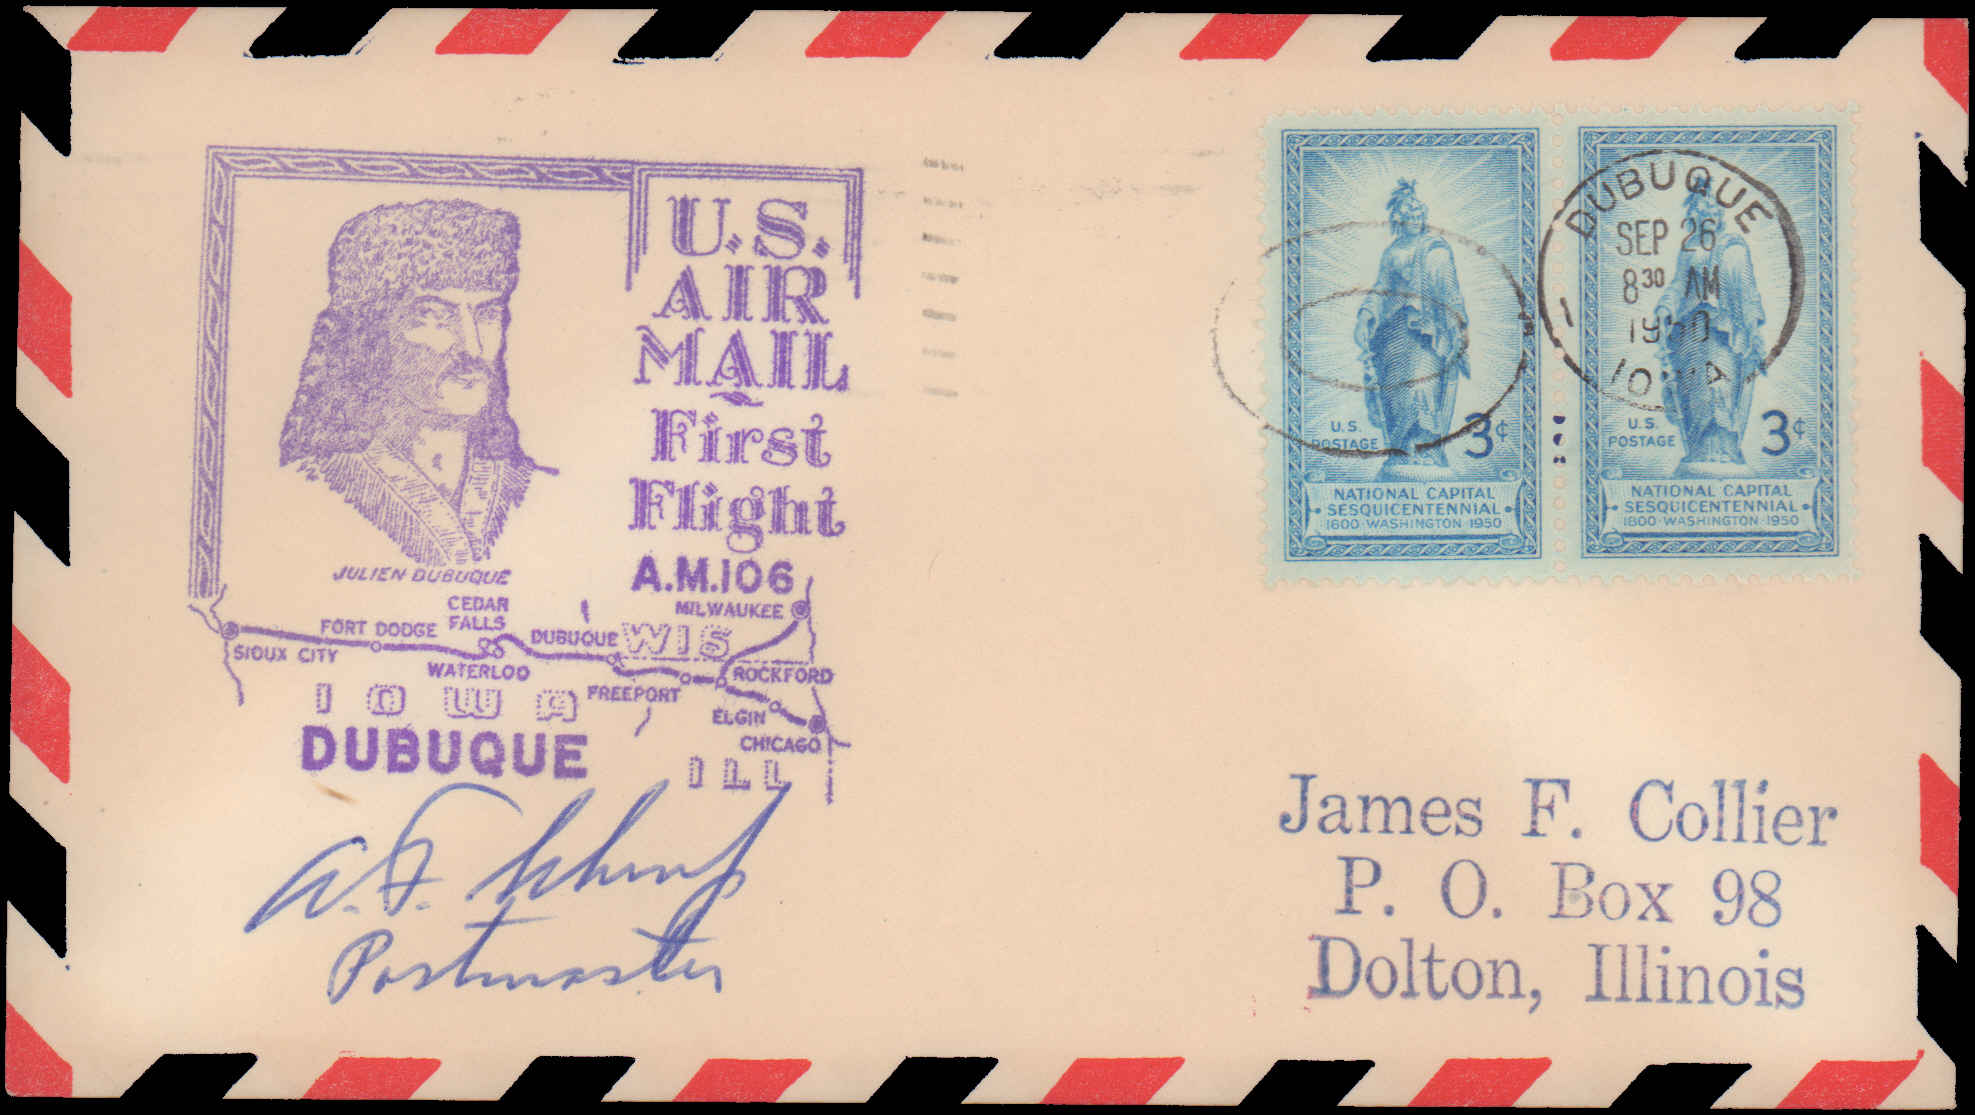 U.S.
AIR
MAIL
First
Flight
A.M.106
JULIEN DUBUQUE
SIOUX CITY
FORT DODGE
CEDAR
FALLS
WATERLOO
DUBUQUE
WIS
MILWAUKEE
FREEPORT
ROCKFORD
ELGIN
CHICAGO
IOWA
ILL
DUBUQUE
A. F.
Postmaster
U.S.
POSTAGE
3¢
NATIONAL CAPITAL
SESQUICENTENNIAL
1800·WASHINGTON·1950
U.S.
POSTAGE
3¢
NATIONAL CAPITAL
SESQUICENTENNIAL
1800·WASHINGTON·1950
DUBUQUE
SEP 26
8 30 AM
1950
IOWA
James F. Collier
P. O. Box 98
Dolton, Illinois